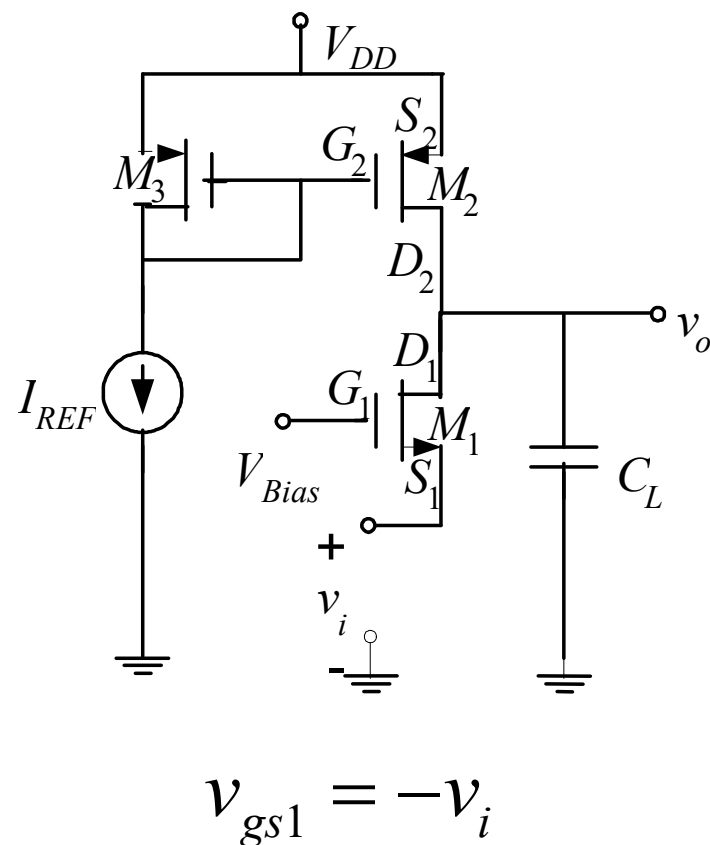 V_DD
S_2
G_2
M_3
M_2
D_2
v_o
D_1
I_REF
G_1
M_1
V_Bias
S_1
C_L
+
v_i
-
v_gs1 = −v_i